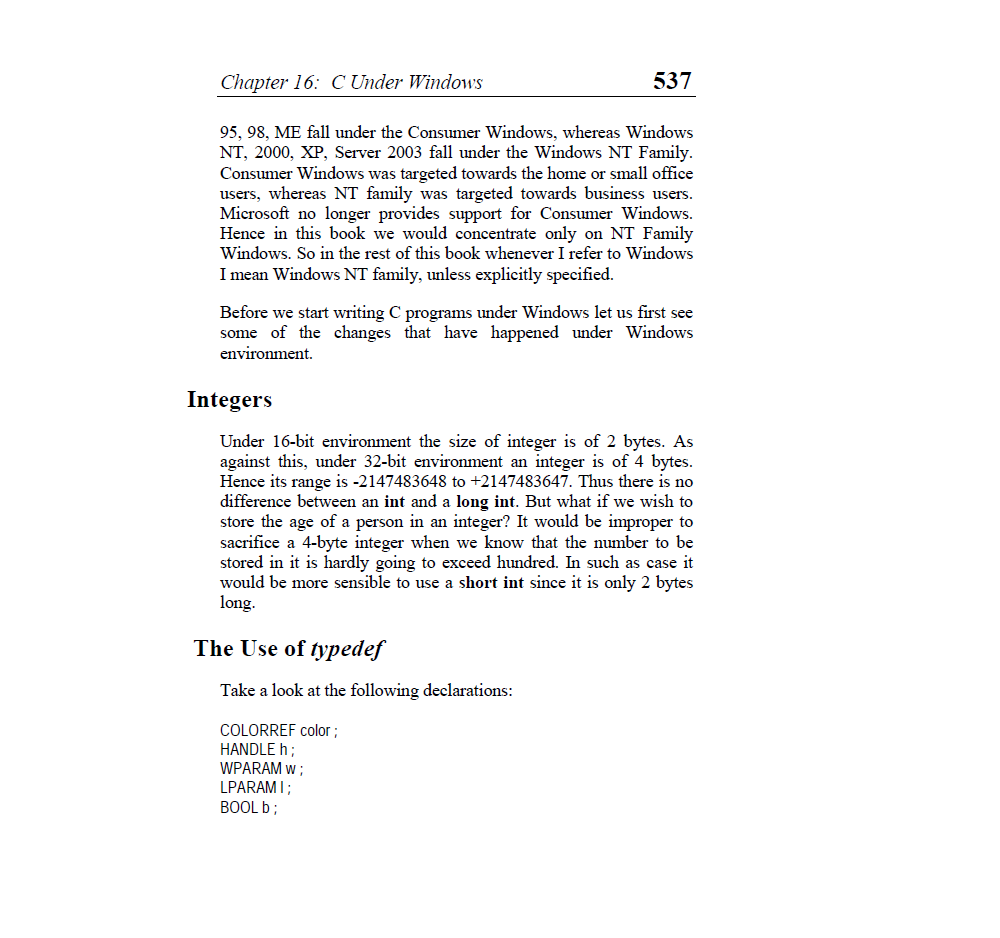 Chapter 16: C Under Windows 537
95, 98, ME fall under the Consumer Windows, whereas Windows
NT, 2000, XP, Server 2003 fall under the Windows NT Family.
Consumer Windows was targeted towards the home or small office
users, whereas NT family was targeted towards business users.
Microsoft no longer provides support for Consumer Windows.
Hence in this book we would concentrate only on NT Family
Windows. So in the rest of this book whenever I refer to Windows
I mean Windows NT family, unless explicitly specified.
Before we start writing C programs under Windows let us first see
some of the changes that have happened under Windows
environment.
Integers
Under 16-bit environment the size of integer is of 2 bytes. As
against this, under 32-bit environment an integer is of 4 bytes.
Hence its range is -2147483648 to +2147483647. Thus there is no
difference between an int and a long int. But what if we wish to
store the age of a person in an integer? It would be improper to
sacrifice a 4-byte integer when we know that the number to be
stored in it is hardly going to exceed hundred. In such as case it
would be more sensible to use a short int since it is only 2 bytes
long.
The Use of typedef
Take a look at the following declarations:
COLORREF color ;
HANDLE h ;
WPARAM w ;
LPARAM l ;
BOOL b ;